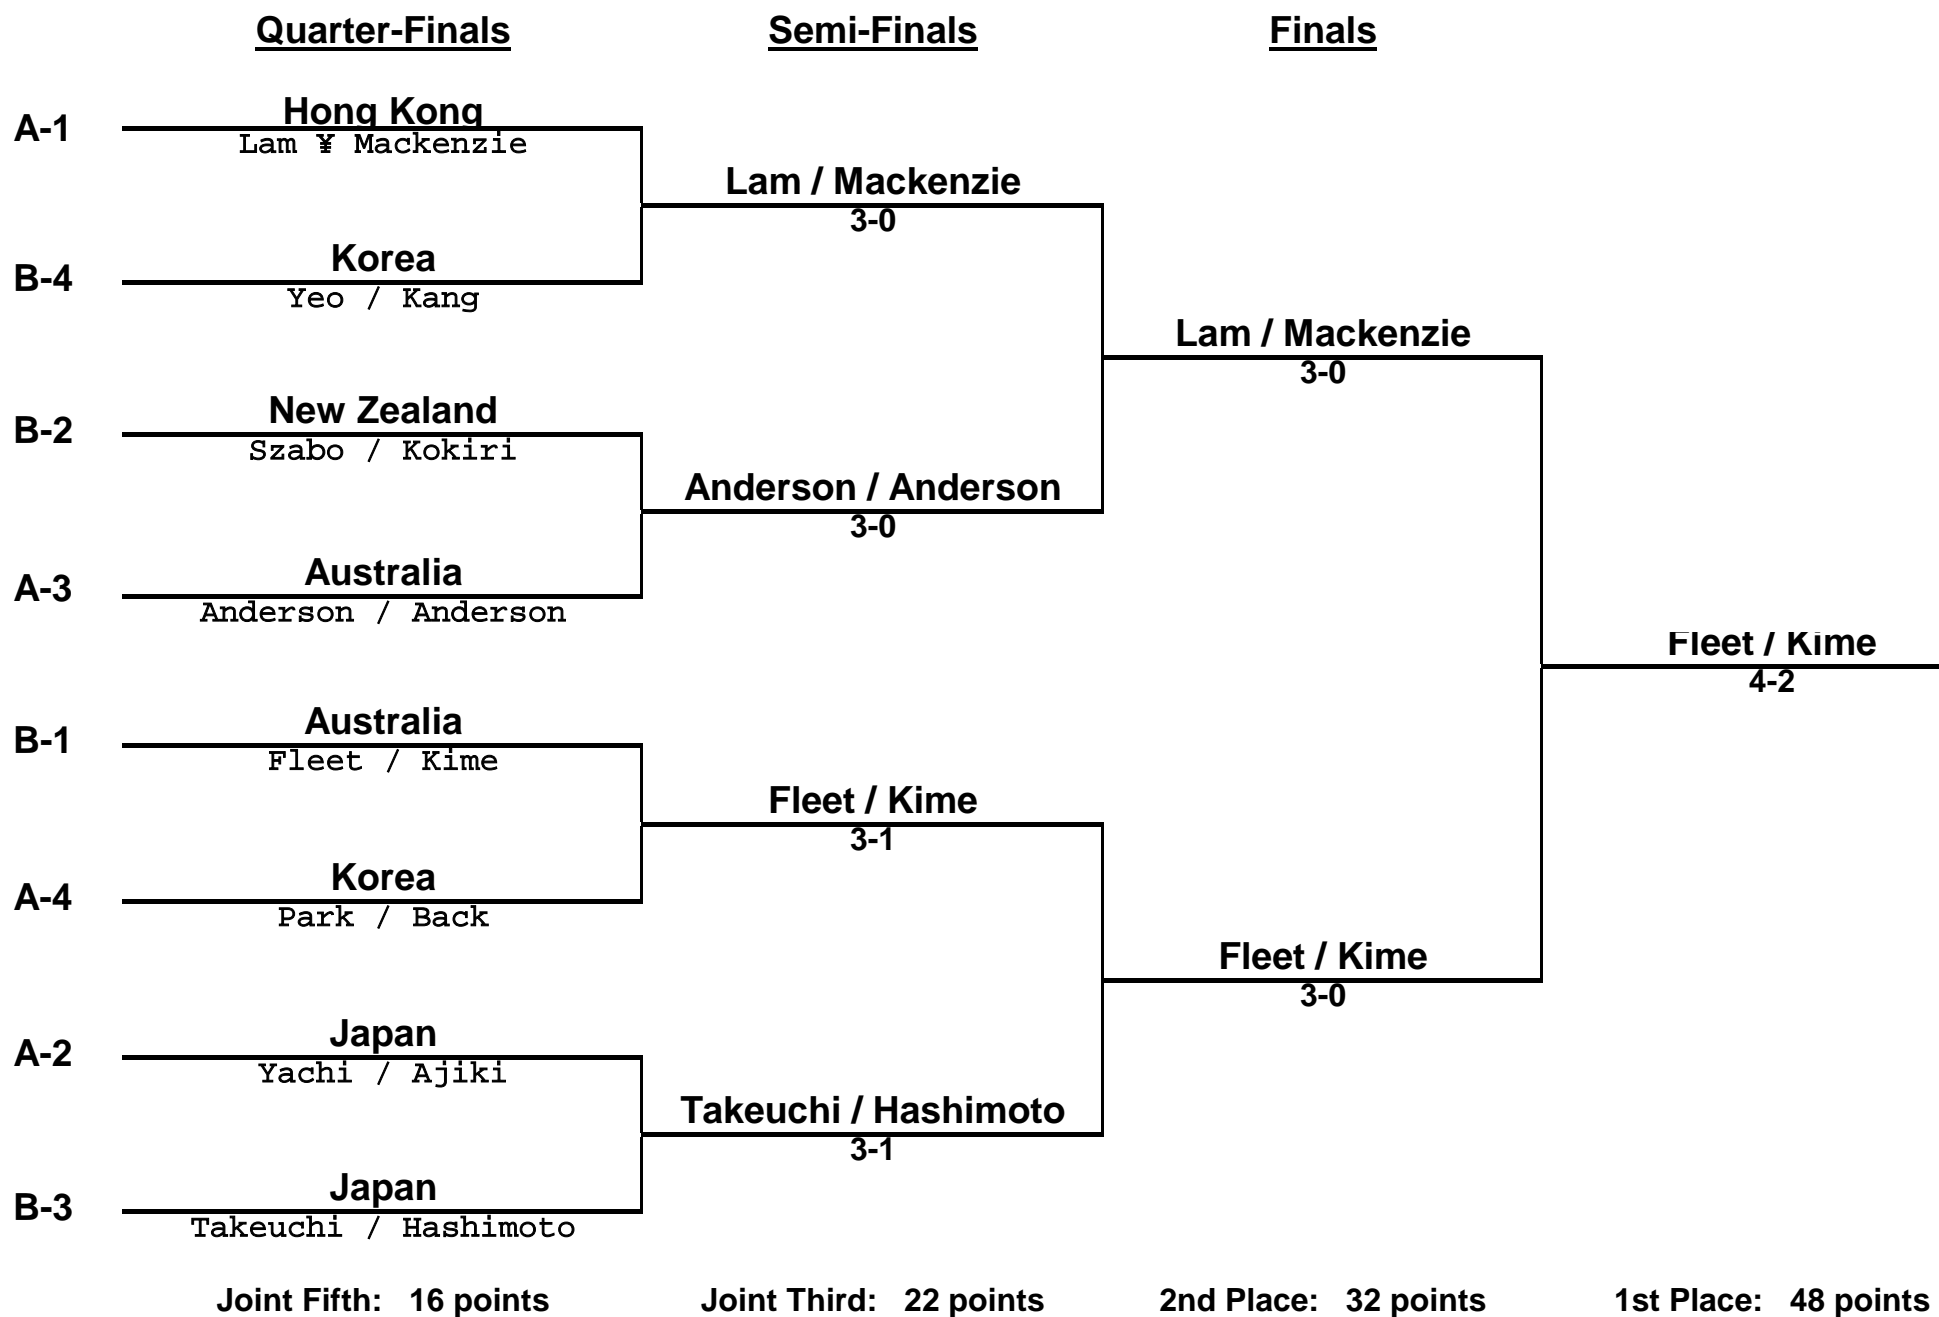 Quarter-Finals Semi-Finals Finals
Hong Kong
A-1
Lam ¥ Mackenzie
Lam / Mackenzie
3-0
Korea
B-4
Yeo / Kang
Lam / Mackenzie
3-0
New Zealand
B-2
Szabo / Kokiri
Anderson / Anderson
3-0
Australia
A-3
Anderson / Anderson
Fleet / Kime
4-2
Australia
B-1
Fleet / Kime
Fleet / Kime
3-1
Korea
A-4
Park / Back
Fleet / Kime
3-0
Japan
A-2
Yachi / Ajiki
Takeuchi / Hashimoto
3-1
Japan
B-3
Takeuchi / Hashimoto
Joint Fifth: 16 points Joint Third: 22 points 2nd Place: 32 points 1st Place: 48 points